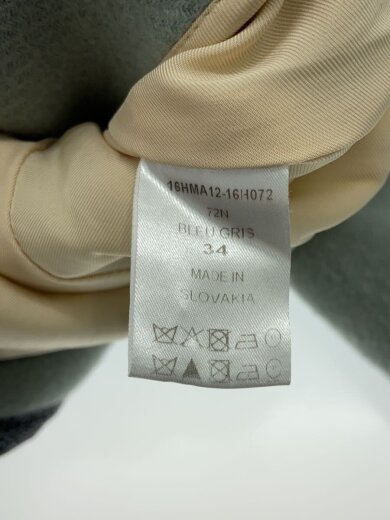 16HMA12-16H072
72N
BLEU GRIS
34
MADE IN
SLOVAKIA